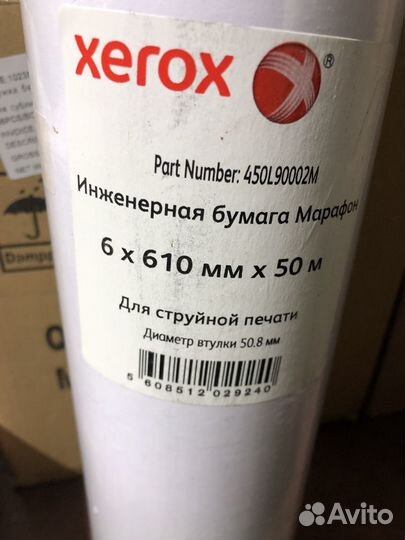 xerox ®
Part Number: 450L90002M
Инженерная бумага Марафон
6 x 610 мм x 50 м
Для струйной печати
Диаметр втулки 50.8 мм
5 608512 029240
Avito